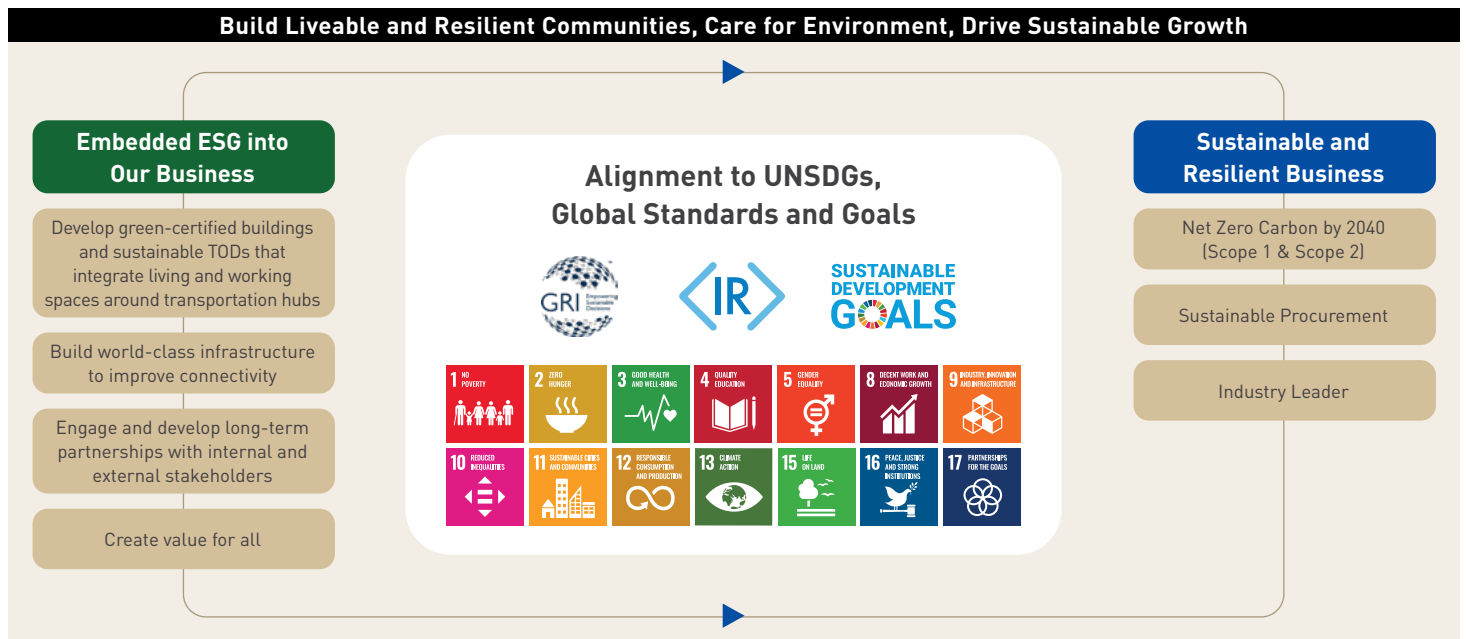 Build Liveable and Resilient Communities, Care for Environment, Drive Sustainable Growth
Embedded ESG into
Our Business
Develop green-certified buildings
and sustainable TODs that
integrate living and working
spaces around transportation hubs
Build world-class infrastructure
to improve connectivity
Engage and develop long-term
partnerships with internal and
external stakeholders
Create value for all
Alignment to UNSDGs,
Global Standards and Goals
GRI
Empowering
Sustainable
Decisions
<IR>
SUSTAINABLE
DEVELOPMENT
GOALS
1 NO
POVERTY
2 ZERO
HUNGER
3 GOOD HEALTH
AND WELL-BEING
4 QUALITY
EDUCATION
5 GENDER
EQUALITY
8 DECENT WORK AND
ECONOMIC GROWTH
9 INDUSTRY, INNOVATION
AND INFRASTRUCTURE
10 REDUCED
INEQUALITIES
11 SUSTAINABLE CITIES
AND COMMUNITIES
12 RESPONSIBLE
CONSUMPTION
AND PRODUCTION
13 CLIMATE
ACTION
15 LIFE
ON LAND
16 PEACE, JUSTICE
AND STRONG
INSTITUTIONS
17 PARTNERSHIPS
FOR THE GOALS
Sustainable and
Resilient Business
Net Zero Carbon by 2040
(Scope 1 & Scope 2)
Sustainable Procurement
Industry Leader